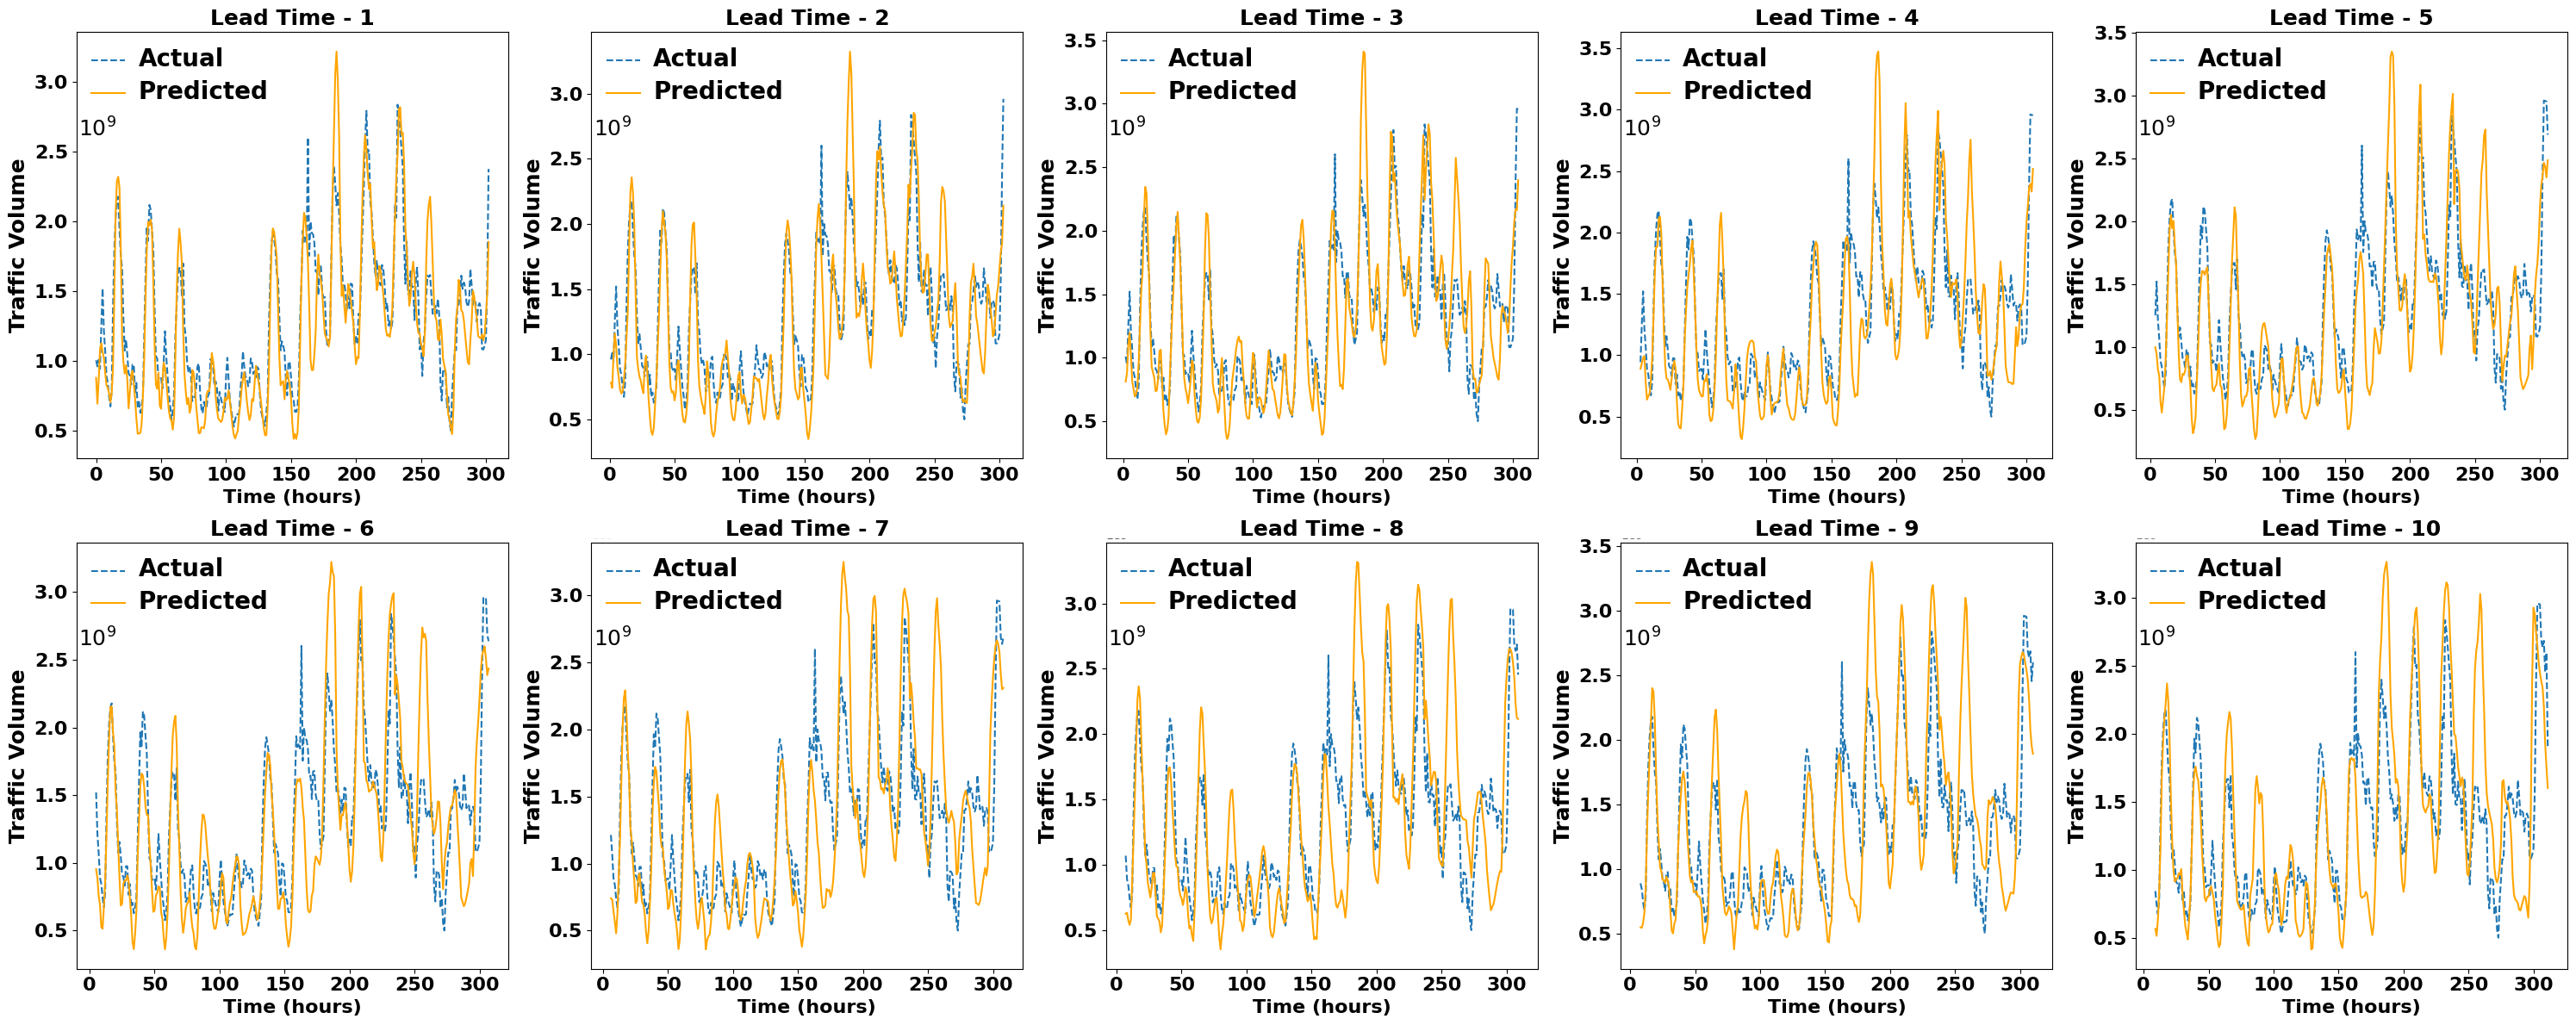 Lead Time - 1
Actual
Predicted
10^9
Traffic Volume
3.0
2.5
2.0
1.5
1.0
0.5
0 50 100 150 200 250 300
Time (hours)
Lead Time - 2
Actual
Predicted
10^9
Traffic Volume
3.0
2.5
2.0
1.5
1.0
0.5
0 50 100 150 200 250 300
Time (hours)
Lead Time - 3
Actual
Predicted
10^9
Traffic Volume
3.5
3.0
2.5
2.0
1.5
1.0
0.5
0 50 100 150 200 250 300
Time (hours)
Lead Time - 4
Actual
Predicted
10^9
Traffic Volume
3.5
3.0
2.5
2.0
1.5
1.0
0.5
0 50 100 150 200 250 300
Time (hours)
Lead Time - 5
Actual
Predicted
10^9
Traffic Volume
3.5
3.0
2.5
2.0
1.5
1.0
0.5
0 50 100 150 200 250 300
Time (hours)
Lead Time - 6
Actual
Predicted
10^9
Traffic Volume
3.0
2.5
2.0
1.5
1.0
0.5
0 50 100 150 200 250 300
Time (hours)
Lead Time - 7
Actual
Predicted
10^9
Traffic Volume
3.0
2.5
2.0
1.5
1.0
0.5
0 50 100 150 200 250 300
Time (hours)
Lead Time - 8
Actual
Predicted
10^9
Traffic Volume
3.0
2.5
2.0
1.5
1.0
0.5
0 50 100 150 200 250 300
Time (hours)
Lead Time - 9
Actual
Predicted
10^9
Traffic Volume
3.5
3.0
2.5
2.0
1.5
1.0
0.5
0 50 100 150 200 250 300
Time (hours)
Lead Time - 10
Actual
Predicted
10^9
Traffic Volume
3.0
2.5
2.0
1.5
1.0
0.5
0 50 100 150 200 250 300
Time (hours)